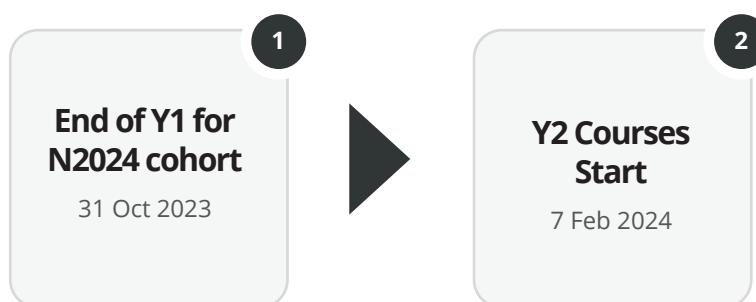 1
End of Y1 for
N2024 cohort
31 Oct 2023
2
Y2 Courses
Start
7 Feb 2024